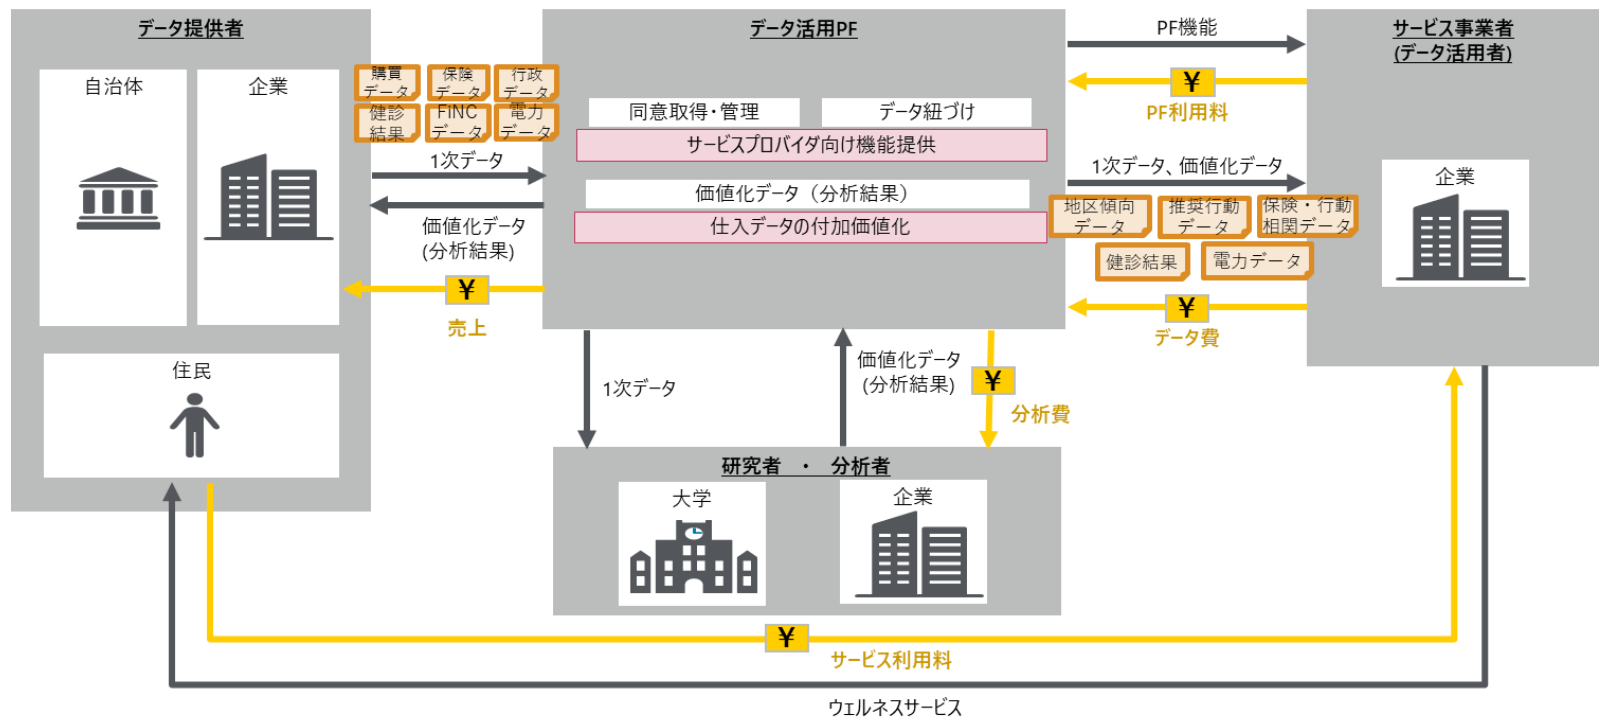 データ提供者
自治体
企業
住民
購買
データ
保険
データ
行政
データ
健診
結果
FiNC
データ
電力
データ
1次データ
価値化データ
(分析結果)
¥
売上
データ活用PF
同意取得・管理
データ紐づけ
サービスプロバイダ向け機能提供
価値化データ（分析結果）
仕入データの付加価値化
PF機能
¥
PF利用料
1次データ、価値化データ
地区傾向
データ
推奨行動
データ
保険・行動
相関データ
健診結果
電力データ
¥
データ費
サービス事業者
(データ活用者)
企業
1次データ
価値化データ
(分析結果)
¥
分析費
研究者 ・ 分析者
大学
企業
¥
サービス利用料
ウェルネスサービス